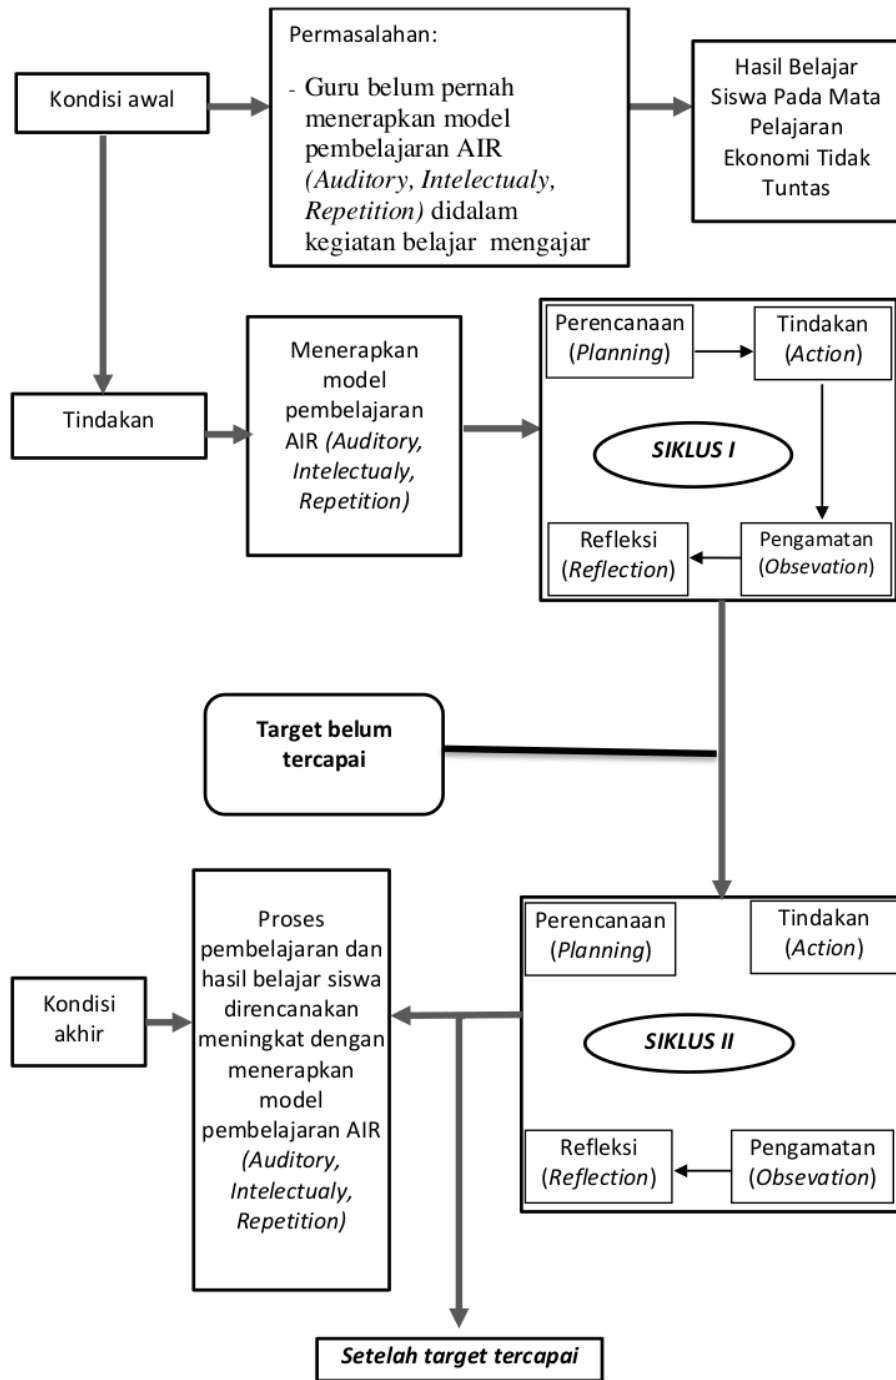 Kondisi awal
Permasalahan:
- Guru belum pernah
menerapkan model
pembelajaran AIR
(Auditory, Intelectualy,
Repetition) didalam
kegiatan belajar mengajar
Hasil Belajar
Siswa Pada Mata
Pelajaran
Ekonomi Tidak
Tuntas
Tindakan
Menerapkan
model
pembelajaran
AIR (Auditory,
Intelectualy,
Repetition)
Perencanaan
(Planning)
Tindakan
(Action)
SIKLUS I
Refleksi
(Reflection)
Pengamatan
(Obsevation)
Target belum
tercapai
Kondisi
akhir
Proses
pembelajaran dan
hasil belajar siswa
direncanakan
meningkat dengan
menerapkan
model
pembelajaran AIR
(Auditory,
Intelectualy,
Repetition)
Perencanaan
(Planning)
Tindakan
(Action)
SIKLUS II
Refleksi
(Reflection)
Pengamatan
(Obsevation)
Setelah target tercapai